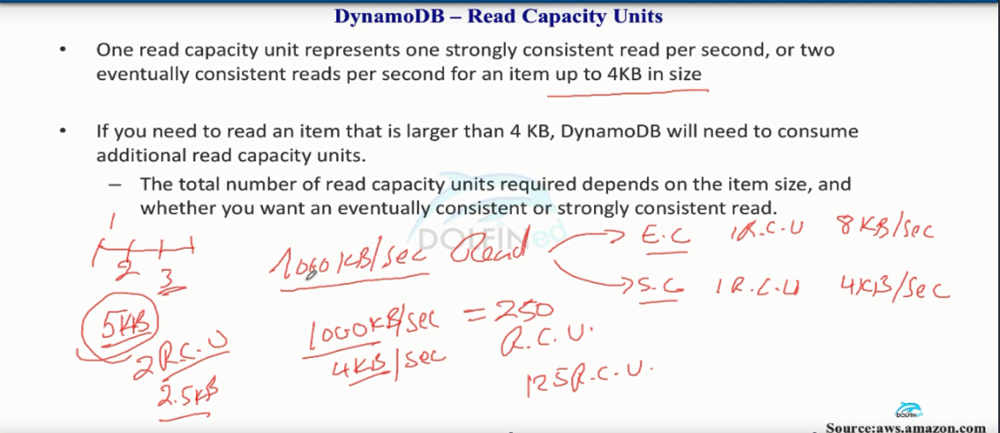 DynamoDB – Read Capacity Units
• One read capacity unit represents one strongly consistent read per second, or two
eventually consistent reads per second for an item up to 4KB in size
• If you need to read an item that is larger than 4 KB, DynamoDB will need to consume
additional read capacity units.
– The total number of read capacity units required depends on the item size, and
whether you want an eventually consistent or strongly consistent read.
DOLFINed
1
2
3
1000 KB/sec Read
E.C 1R.C.U 8KB/sec
S.C 1R.C.U 4KB/sec
5KB
2 R.C.U
2.5KB
1000KB/sec = 250
4KB/sec R.C.U.
125R.C.U.
DOLFINed
Source:aws.amazon.com